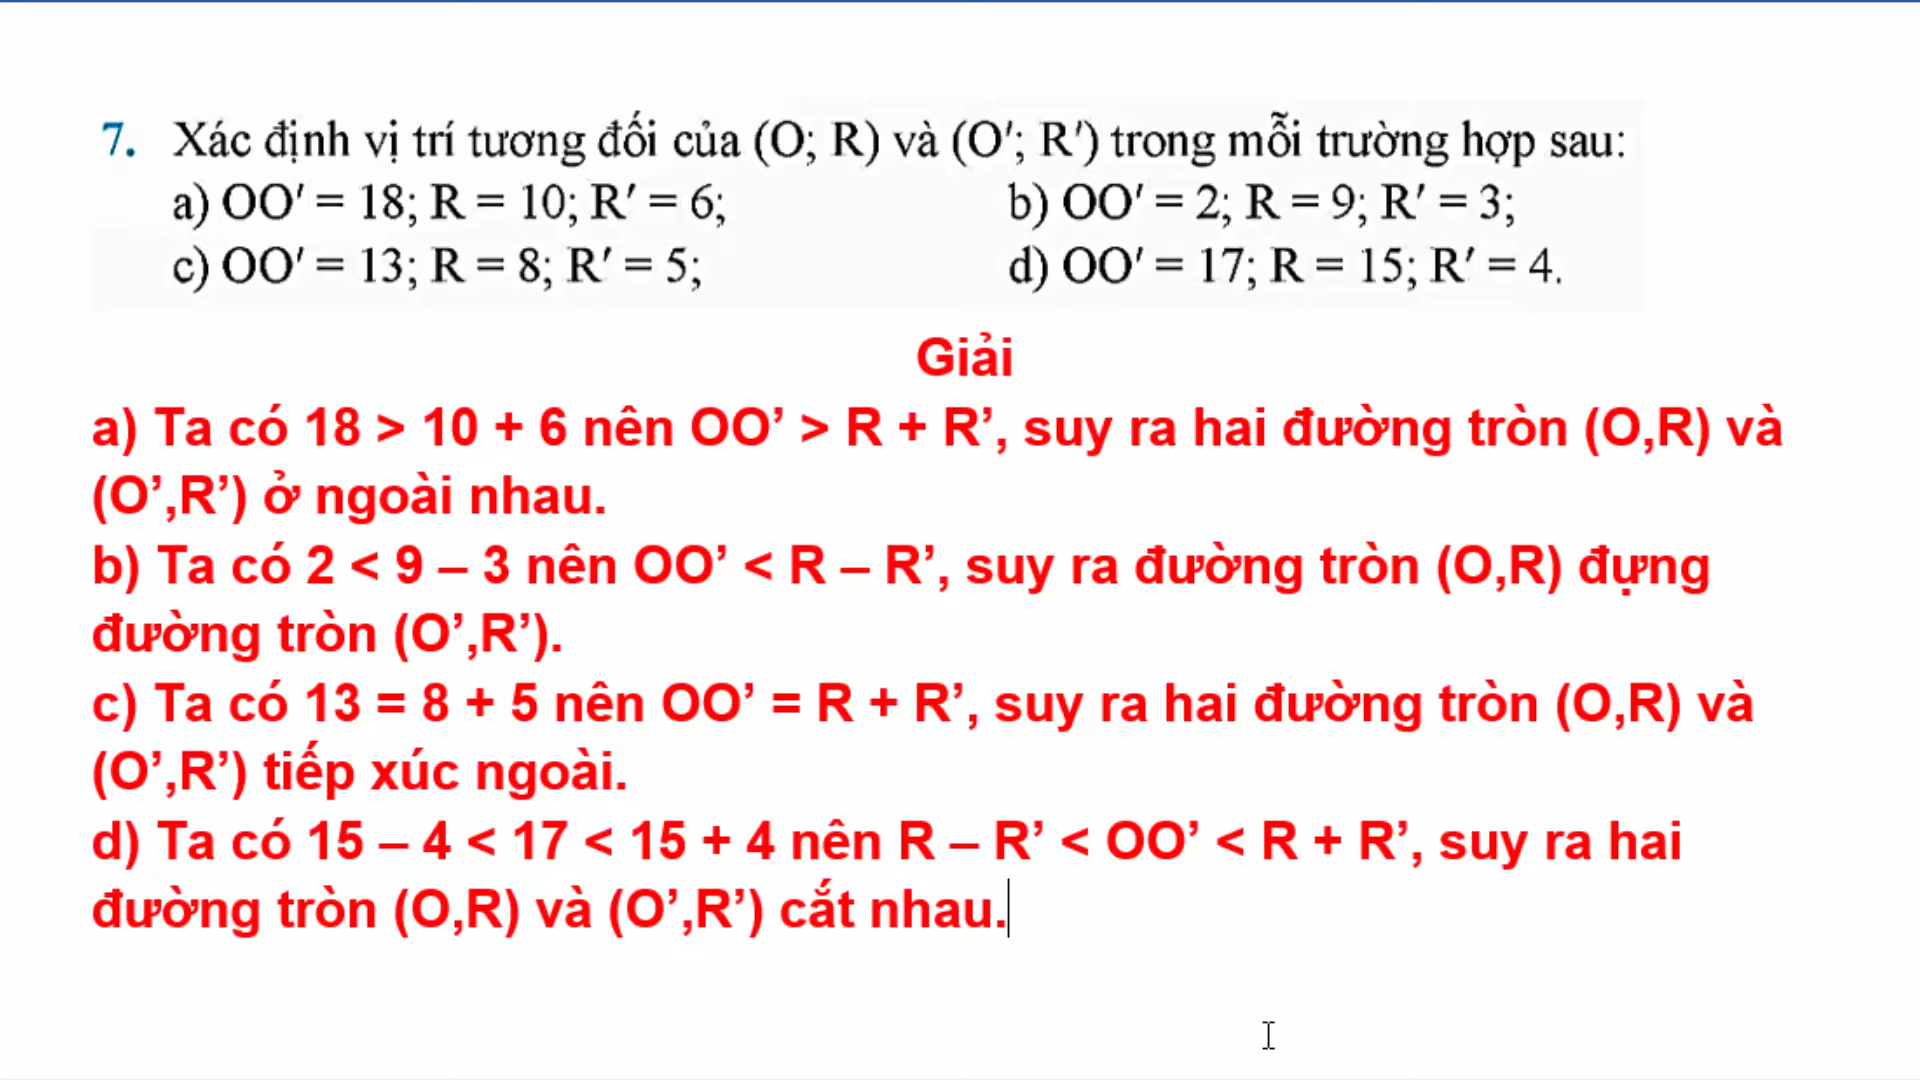 7. Xác định vị trí tương đối của (O; R) và (O′; R′) trong mỗi trường hợp sau:
a) OO′ = 18; R = 10; R′ = 6; b) OO′ = 2; R = 9; R′ = 3;
c) OO′ = 13; R = 8; R′ = 5; d) OO′ = 17; R = 15; R′ = 4.
Giải
a) Ta có 18 > 10 + 6 nên OO’ > R + R’, suy ra hai đường tròn (O,R) và
(O’,R’) ở ngoài nhau.
b) Ta có 2 < 9 – 3 nên OO’ < R – R’, suy ra đường tròn (O,R) đựng
đường tròn (O’,R’).
c) Ta có 13 = 8 + 5 nên OO’ = R + R’, suy ra hai đường tròn (O,R) và
(O’,R’) tiếp xúc ngoài.
d) Ta có 15 – 4 < 17 < 15 + 4 nên R – R’ < OO’ < R + R’, suy ra hai
đường tròn (O,R) và (O’,R’) cắt nhau.